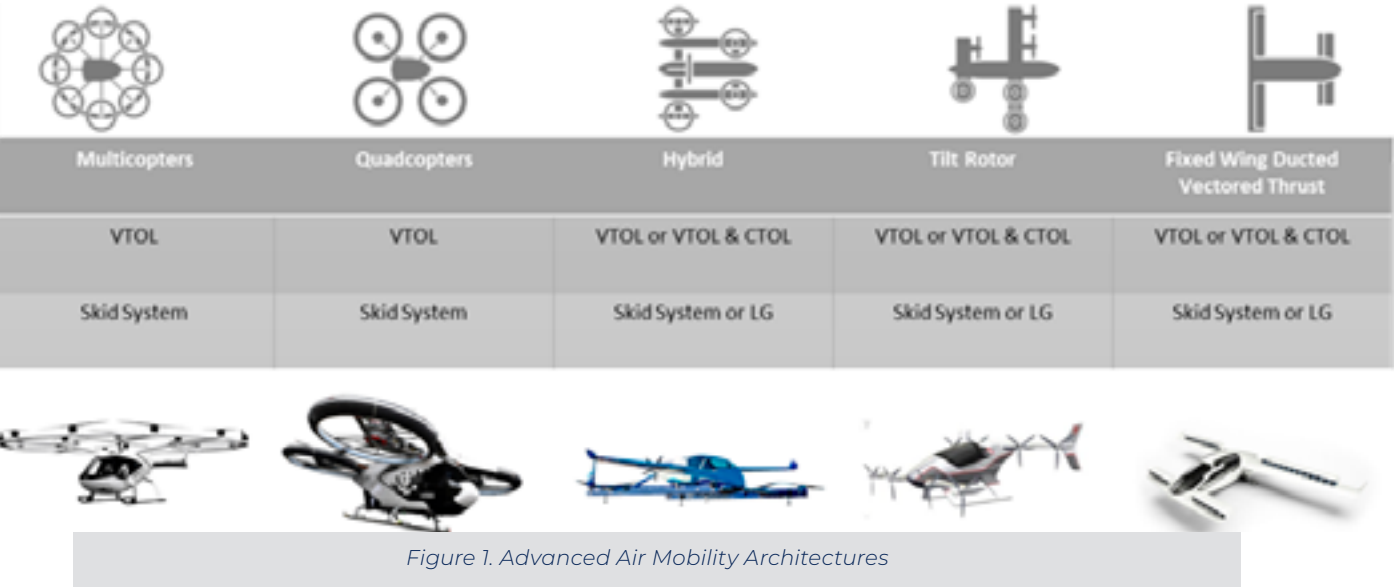 Multicopters
Quadcopters
Hybrid
Tilt Rotor
Fixed Wing Ducted
Vectored Thrust
VTOL
VTOL
VTOL or VTOL & CTOL
VTOL or VTOL & CTOL
VTOL or VTOL & CTOL
Skid System
Skid System
Skid System or LG
Skid System or LG
Skid System or LG
Figure 1. Advanced Air Mobility Architectures